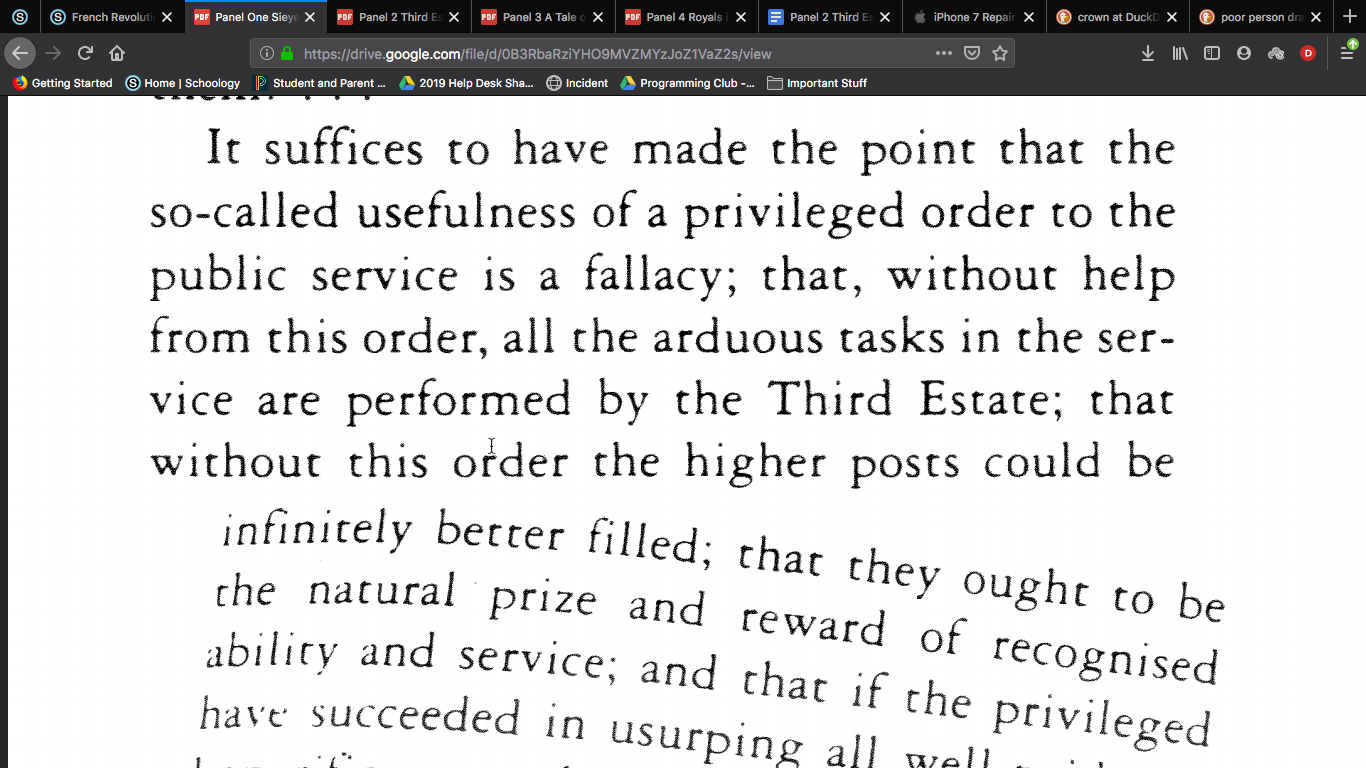 French Revoluti
Panel One Sieye
Panel 2 Third Es
Panel 3 A Tale o
Panel 4 Royals i
Panel 2 Third Es
iPhone 7 Repair
crown at DuckD
poor person dra
https://drive.google.com/file/d/0B3RbaRziYHO9MVZMYzJoZ1VaZ2s/view
D
Getting Started
Home | Schoology
Student and Parent ...
2019 Help Desk Sha...
Incident
Programming Club -...
Important Stuff
It suffices to have made the point that the
so-called usefulness of a privileged order to the
public service is a fallacy; that, without help
from this order, all the arduous tasks in the ser-
vice are performed by the Third Estate; that
without this order the higher posts could be
infinitely better filled; that they ought to be
the natural prize and reward of recognised
ability and service; and that if the privileged
have succeeded in usurping all well